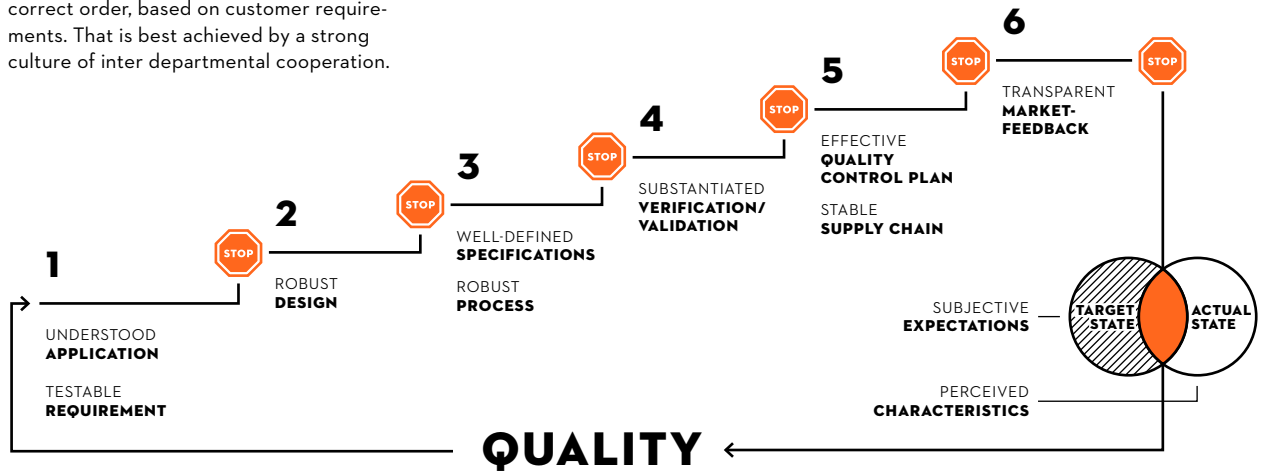 correct order, based on customer require-
ments. That is best achieved by a strong
culture of inter departmental cooperation.
1
UNDERSTOOD
APPLICATION
TESTABLE
REQUIREMENT
STOP
2
ROBUST
DESIGN
STOP
3
WELL-DEFINED
SPECIFICATIONS
ROBUST
PROCESS
STOP
4
SUBSTANTIATED
VERIFICATION/
VALIDATION
STOP
5
EFFECTIVE
QUALITY
CONTROL PLAN
STABLE
SUPPLY CHAIN
STOP
6
TRANSPARENT
MARKET-
FEEDBACK
STOP
SUBJECTIVE
EXPECTATIONS
TARGET
STATE
ACTUAL
STATE
PERCEIVED
CHARACTERISTICS
QUALITY